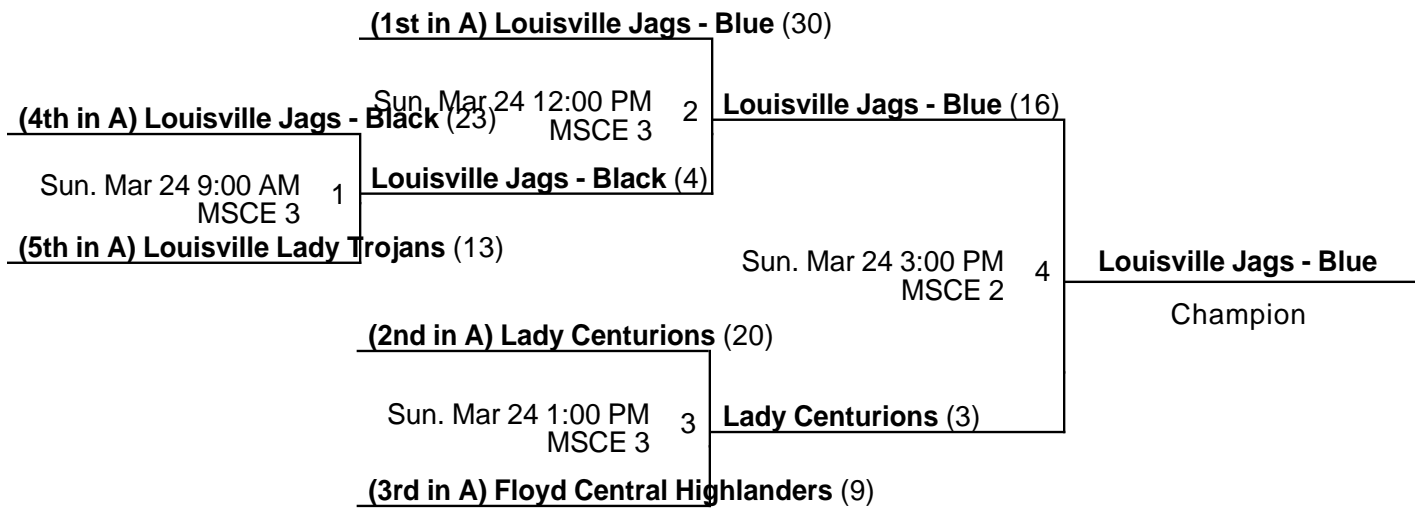 (1st in A) Louisville Jags - Blue (30)
(4th in A) Louisville Jags - Black (23)
Sun. Mar 24 12:00 PM
MSCE 3
2
Louisville Jags - Blue (16)
Sun. Mar 24 9:00 AM
MSCE 3
1
Louisville Jags - Black (4)
(5th in A) Louisville Lady Trojans (13)
Sun. Mar 24 3:00 PM
MSCE 2
4
Louisville Jags - Blue
Champion
(2nd in A) Lady Centurions (20)
Sun. Mar 24 1:00 PM
MSCE 3
3
Lady Centurions (3)
(3rd in A) Floyd Central Highlanders (9)